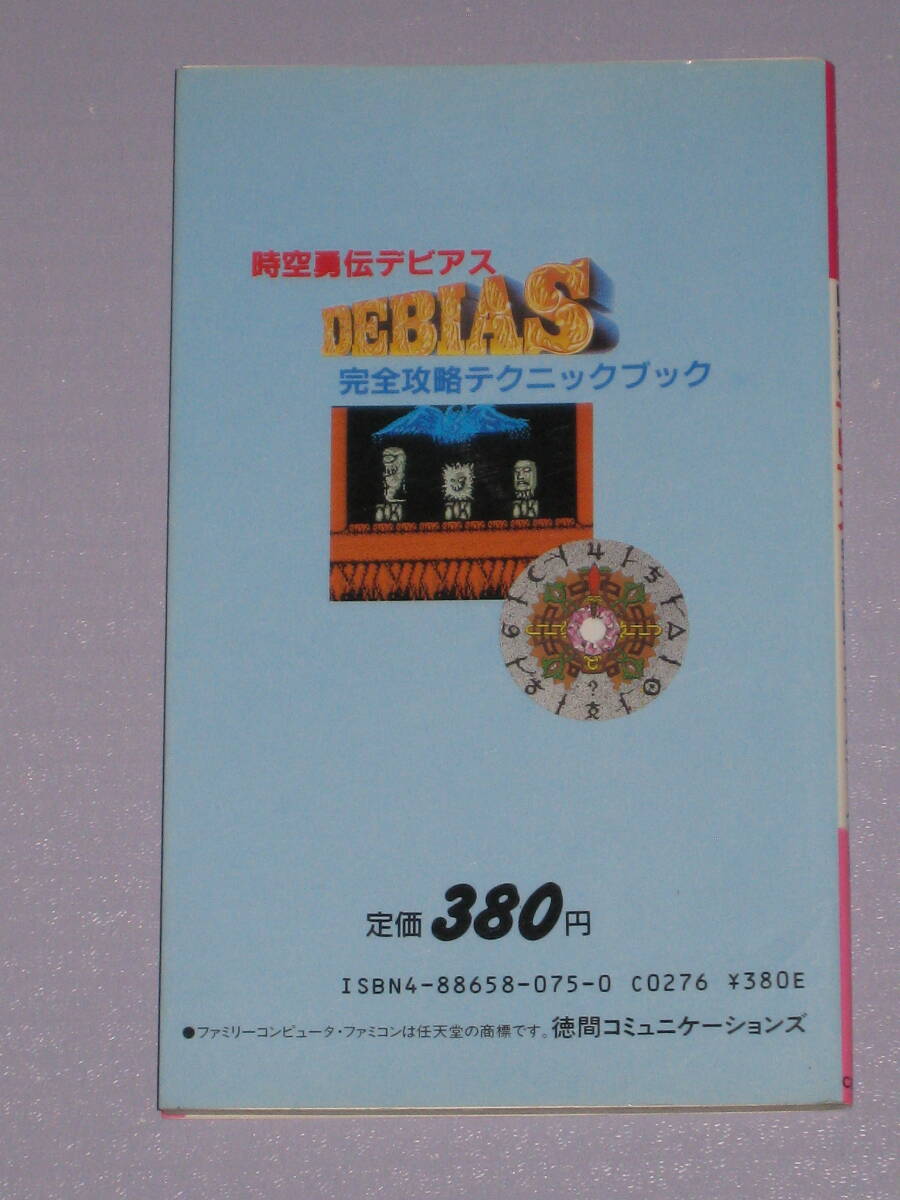 時空勇伝デビアス
DEBIAS
完全攻略テクニックブック
定価380円
ISBN4-88658-075-0 C0276 ¥380E
●ファミリーコンピュータ・ファミコンは任天堂の商標です。徳間コミュニケーションズ